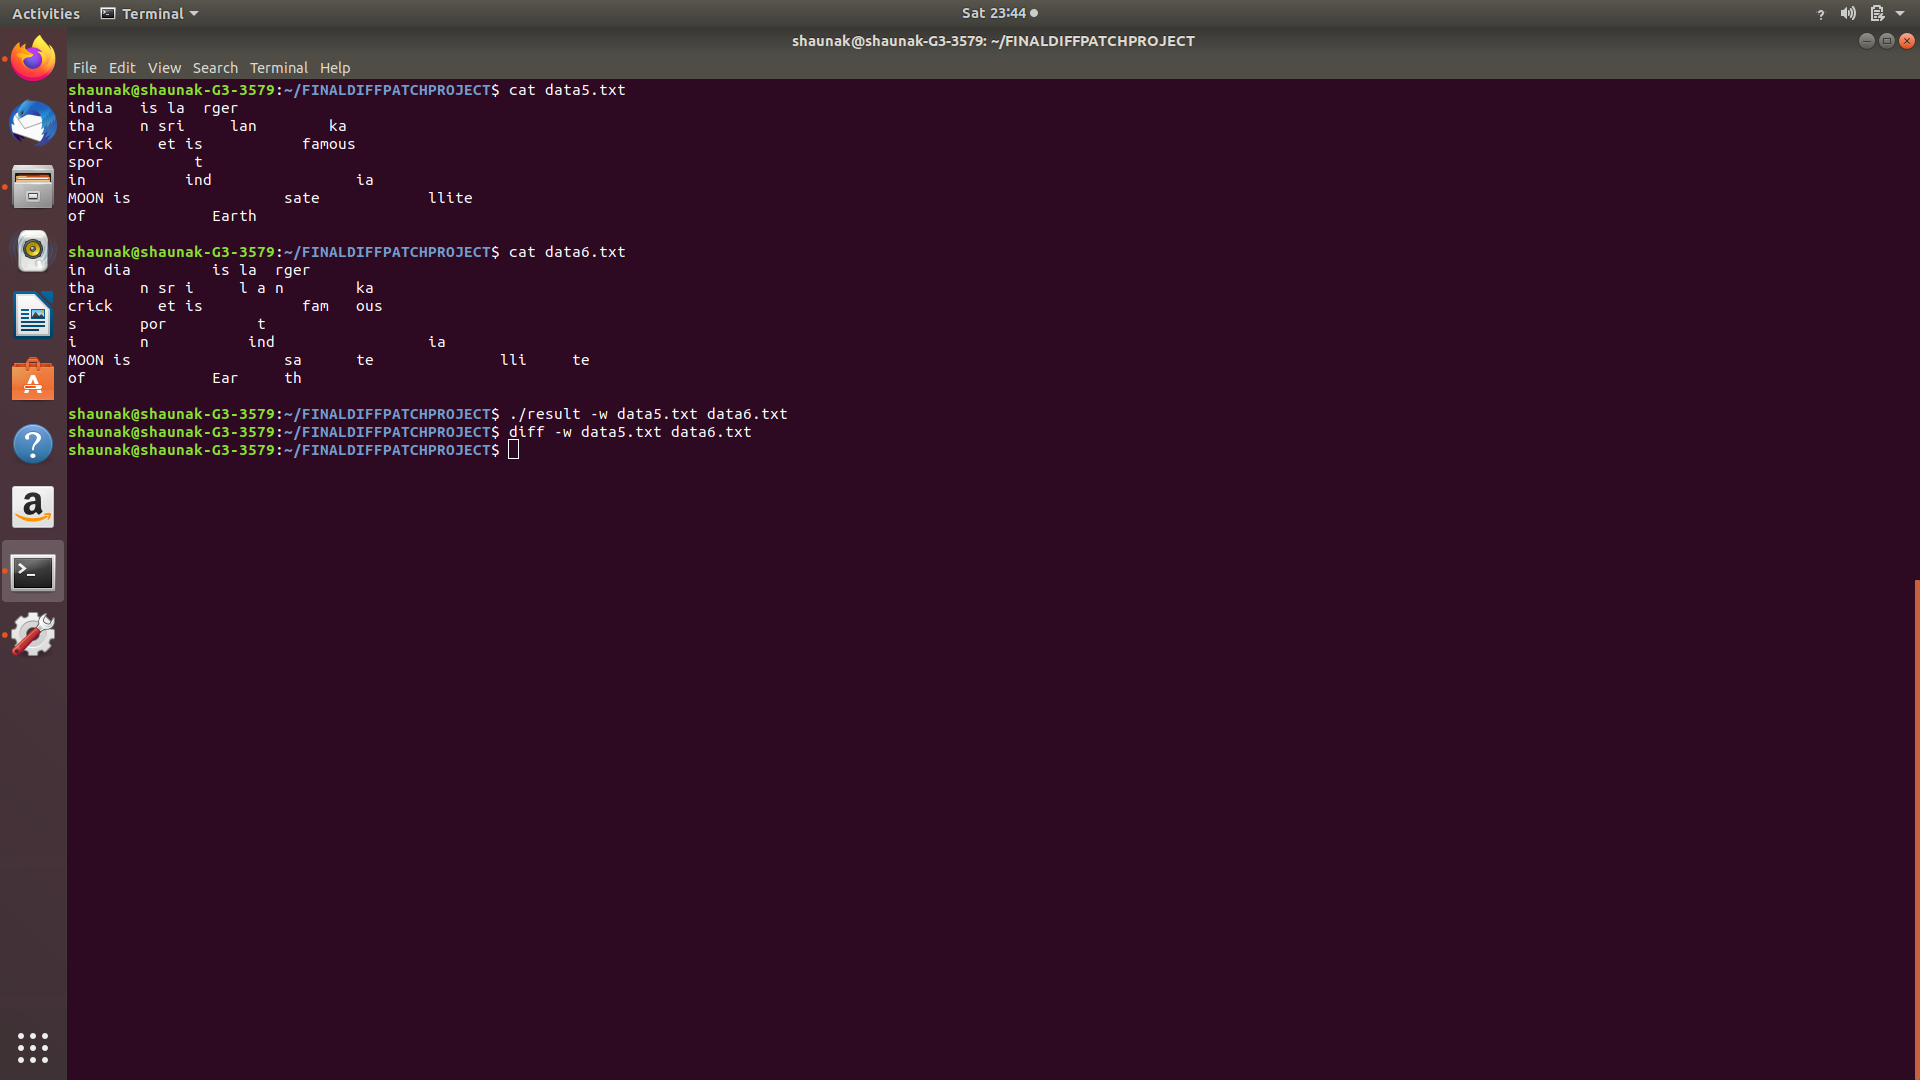 Activities Terminal Sat 23:44 ?
shaunak@shaunak-G3-3579: ~/FINALDIFFPATCHPROJECT
File Edit View Search Terminal Help
shaunak@shaunak-G3-3579:~/FINALDIFFPATCHPROJECT$ cat data5.txt
india   is la  rger
tha     n sri     lan        ka
crick     et is           famous
spor          t
in           ind                ia
MOON is                 sate            llite
of              Earth
shaunak@shaunak-G3-3579:~/FINALDIFFPATCHPROJECT$ cat data6.txt
in  dia         is la  rger
tha     n sr i     l a n        ka
crick     et is           fam   ous
s       por          t
i       n           ind                 ia
MOON is                 sa      te              lli     te
of              Ear     th
shaunak@shaunak-G3-3579:~/FINALDIFFPATCHPROJECT$ ./result -w data5.txt data6.txt
shaunak@shaunak-G3-3579:~/FINALDIFFPATCHPROJECT$ diff -w data5.txt data6.txt
shaunak@shaunak-G3-3579:~/FINALDIFFPATCHPROJECT$
A
?
a
>_